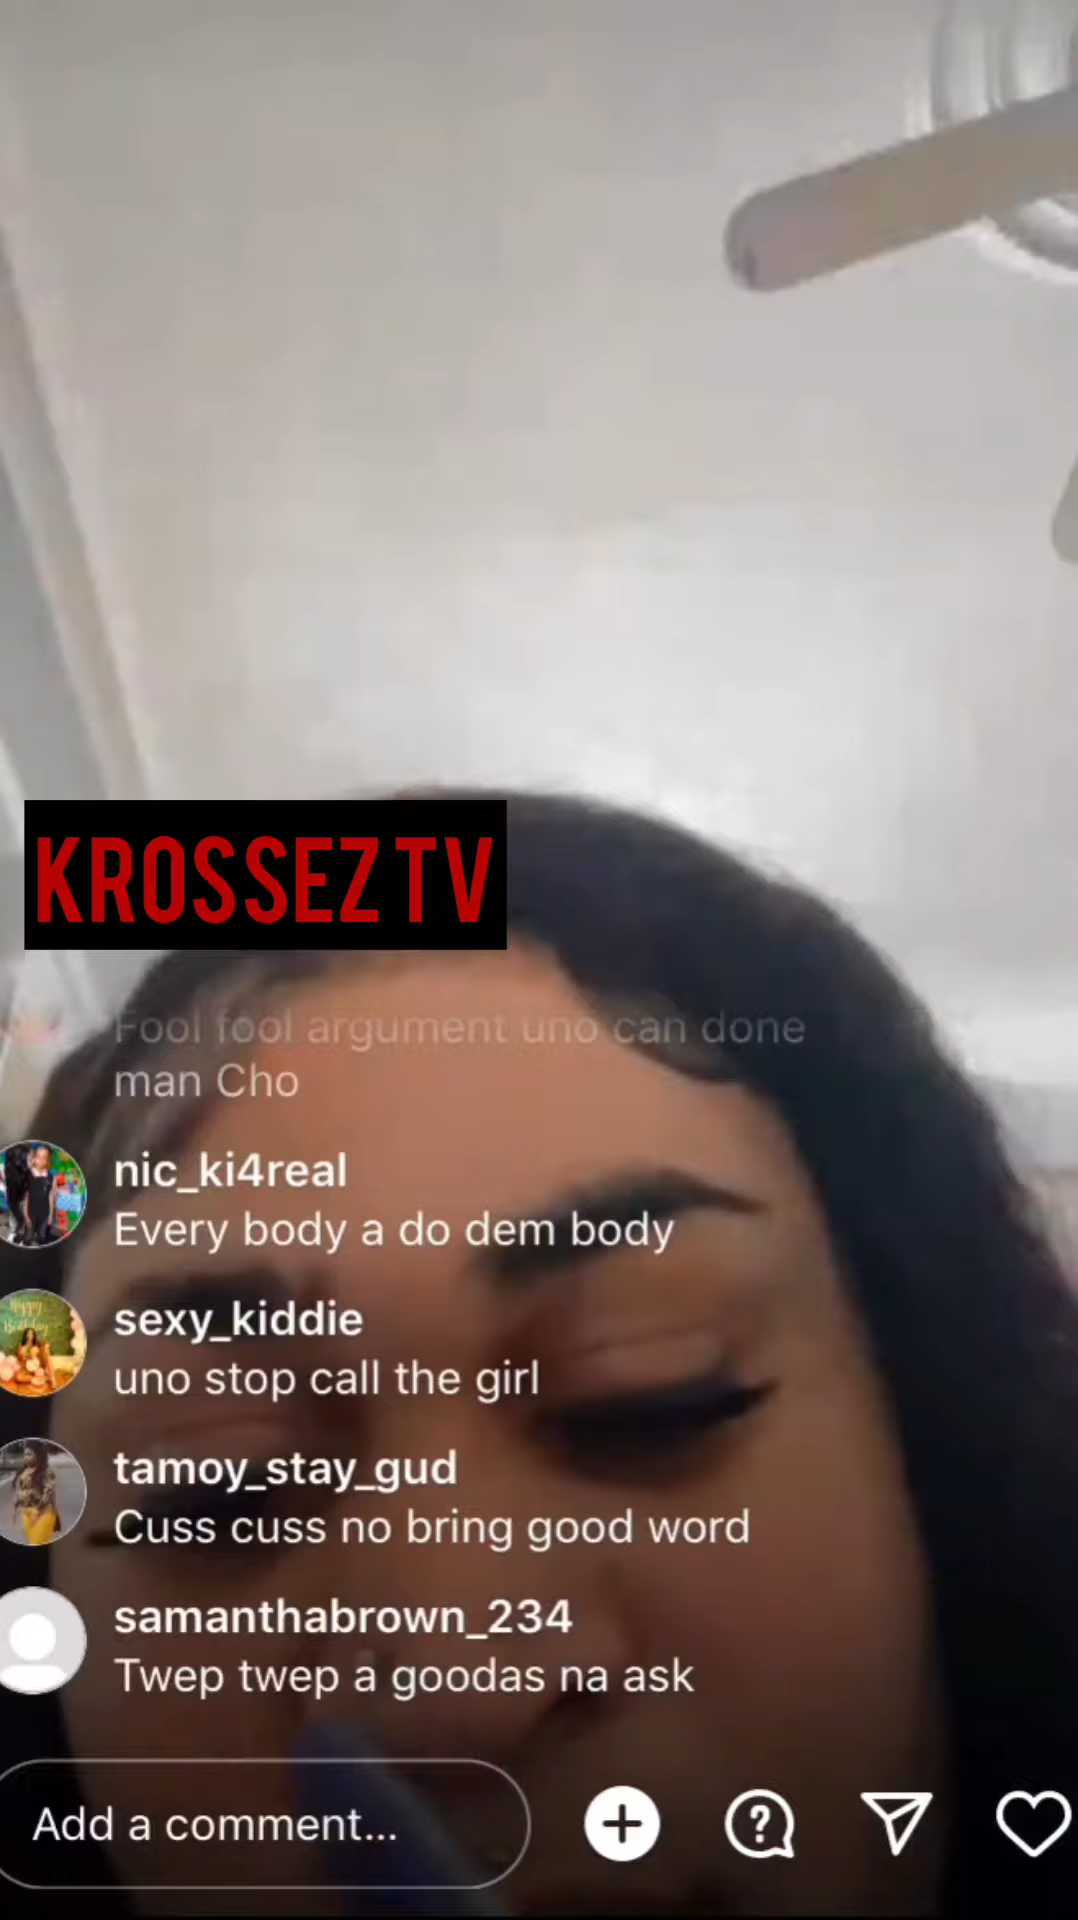 KROSSEZ TV
Fool fool argument uno can done
man Cho
nic_ki4real
Every body a do dem body
sexy_kiddie
uno stop call the girl
tamoy_stay_gud
Cuss cuss no bring good word
samanthabrown_234
Twep twep a goodas na ask
Add a comment...